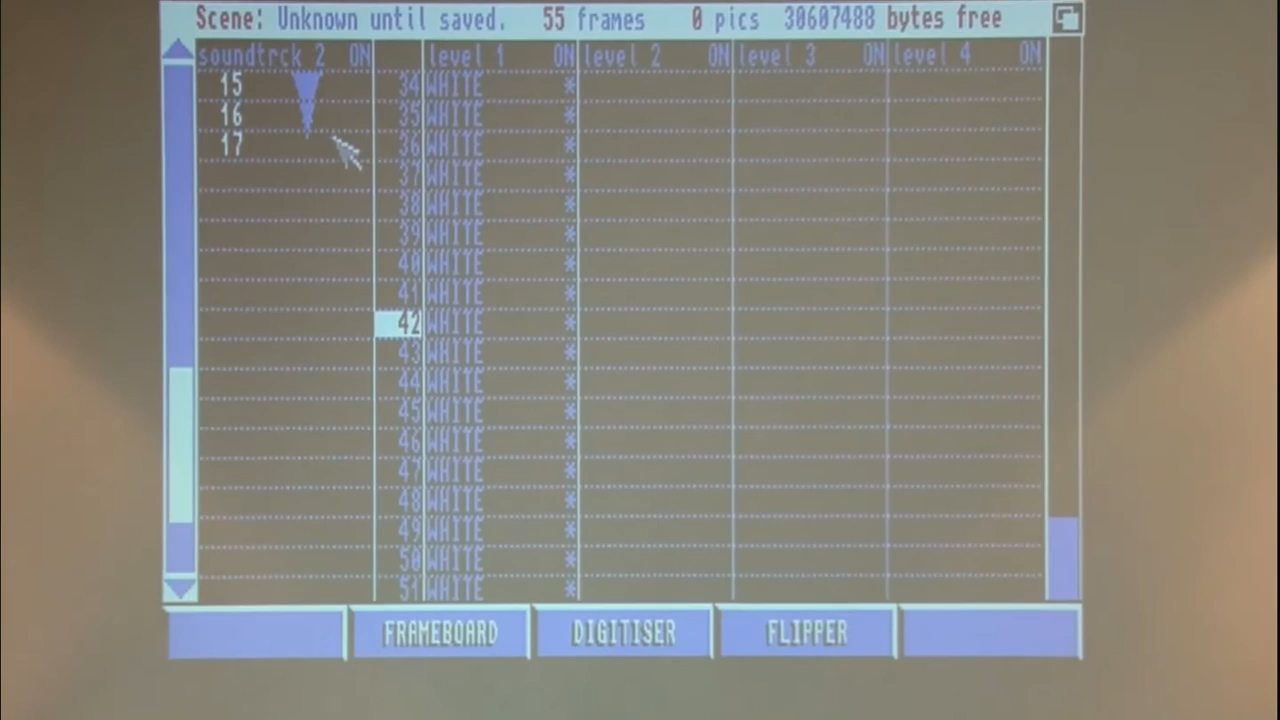 Scene: Unknown until saved. 55 frames 0 pics 30607488 bytes free
soundtrck 2 ON level 1 ON level 2 ON level 3 ON level 4 ON
15 34 WHITE *
16 35 WHITE *
17 36 WHITE *
37 WHITE *
38 WHITE *
39 WHITE *
40 WHITE *
41 WHITE *
42 WHITE *
43 WHITE *
44 WHITE *
45 WHITE *
46 WHITE *
47 WHITE *
48 WHITE *
49 WHITE *
50 WHITE *
51 WHITE *
FRAMEBOARD DIGITISER FLIPPER